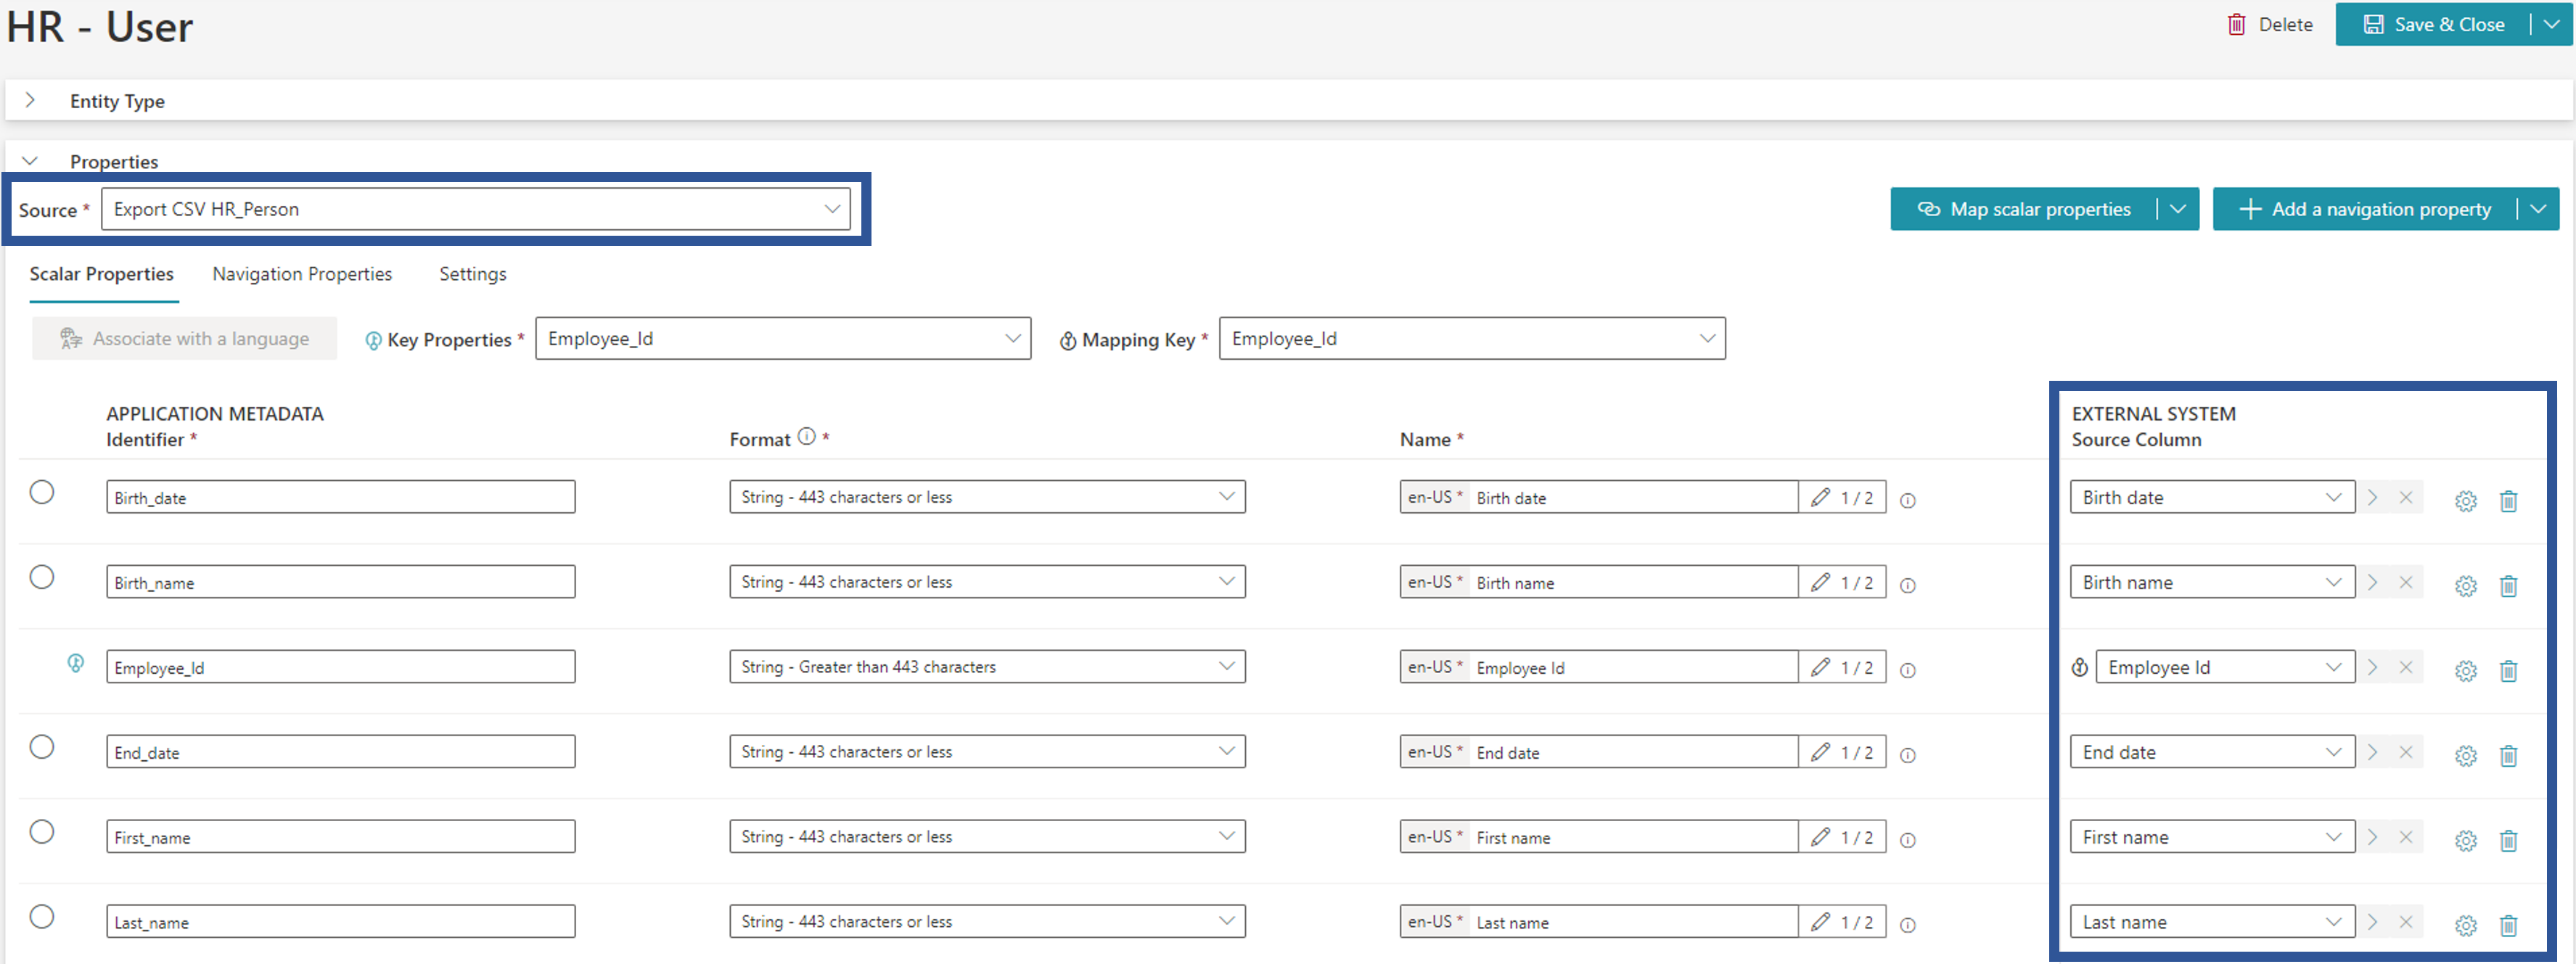 HR - User
Delete
Save & Close
Entity Type
Properties
Source * Export CSV HR_Person
Map scalar properties
Add a navigation property
Scalar Properties Navigation Properties Settings
Associate with a language Key Properties * Employee_Id Mapping Key * Employee_Id
APPLICATION METADATA EXTERNAL SYSTEM
Identifier * Format * Name * Source Column
Birth_date String - 443 characters or less en-US * Birth date 1 / 2 Birth date
Birth_name String - 443 characters or less en-US * Birth name 1 / 2 Birth name
Employee_Id String - Greater than 443 characters en-US * Employee Id 1 / 2 Employee Id
End_date String - 443 characters or less en-US * End date 1 / 2 End date
First_name String - 443 characters or less en-US * First name 1 / 2 First name
Last_name String - 443 characters or less en-US * Last name 1 / 2 Last name